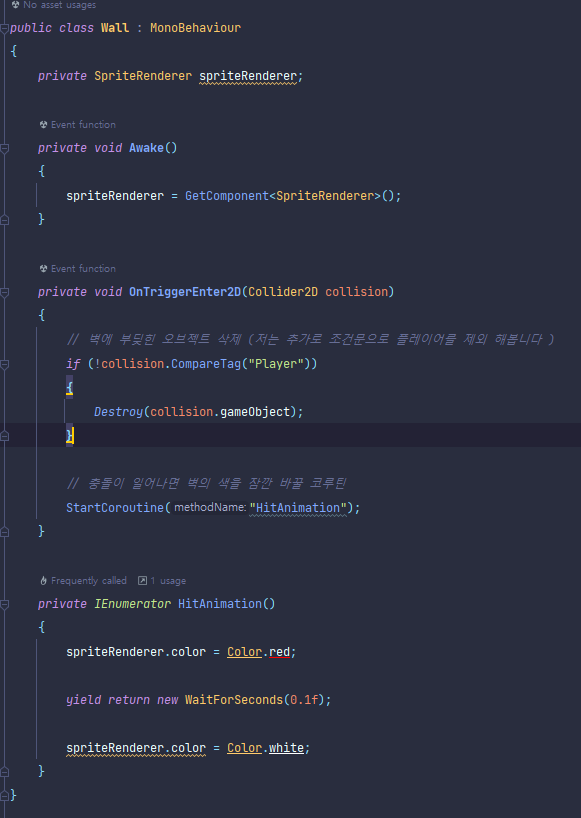 No asset usages
public class Wall : MonoBehaviour
{
private SpriteRenderer spriteRenderer;
Event function
private void Awake()
{
spriteRenderer = GetComponent<SpriteRenderer>();
}
Event function
private void OnTriggerEnter2D(Collider2D collision)
{
// 벽에 부딪힌 오브젝트 삭제 (저는 추가로 조건문으로 플레이어를 제외 해봅니다 )
if (!collision.CompareTag("Player"))
{
Destroy(collision.gameObject);
}
// 충돌이 일어나면 벽의 색을 잠깐 바꿀 코루틴
StartCoroutine( methodName: "HitAnimation");
}
Frequently called 1 usage
private IEnumerator HitAnimation()
{
spriteRenderer.color = Color.red;
yield return new WaitForSeconds(0.1f);
spriteRenderer.color = Color.white;
}
}